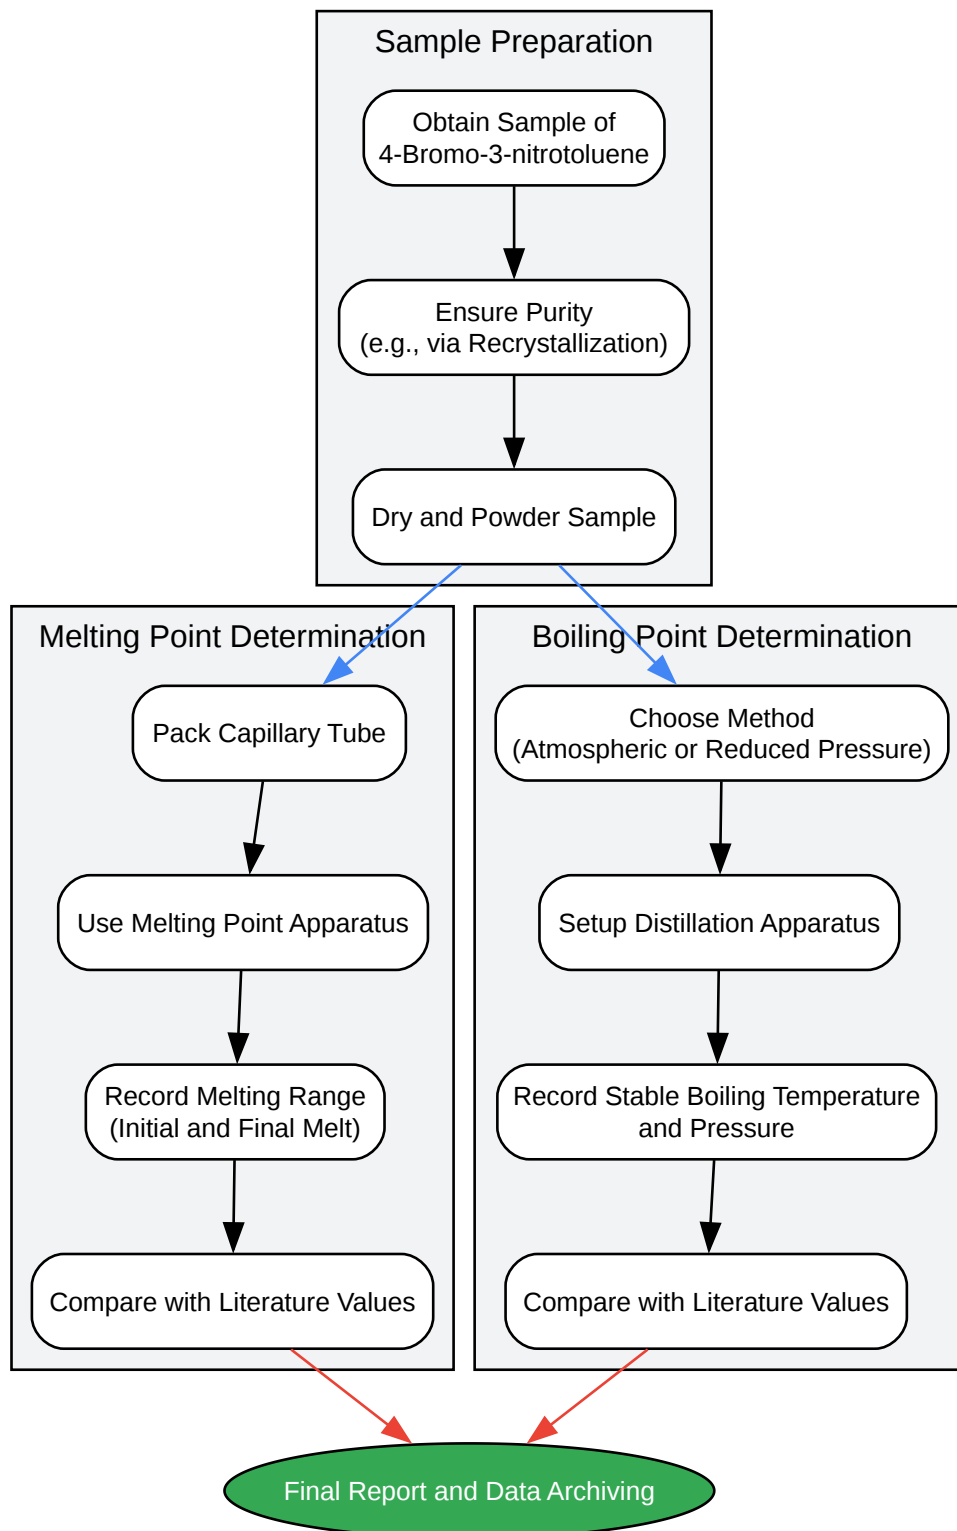 Sample Preparation
Obtain Sample of
4-Bromo-3-nitrotoluene
Ensure Purity
(e.g., via Recrystallization)
Dry and Powder Sample
Melting Point Determination
Pack Capillary Tube
Use Melting Point Apparatus
Record Melting Range
(Initial and Final Melt)
Compare with Literature Values
Boiling Point Determination
Choose Method
(Atmospheric or Reduced Pressure)
Setup Distillation Apparatus
Record Stable Boiling Temperature
and Pressure
Compare with Literature Values
Final Report and Data Archiving